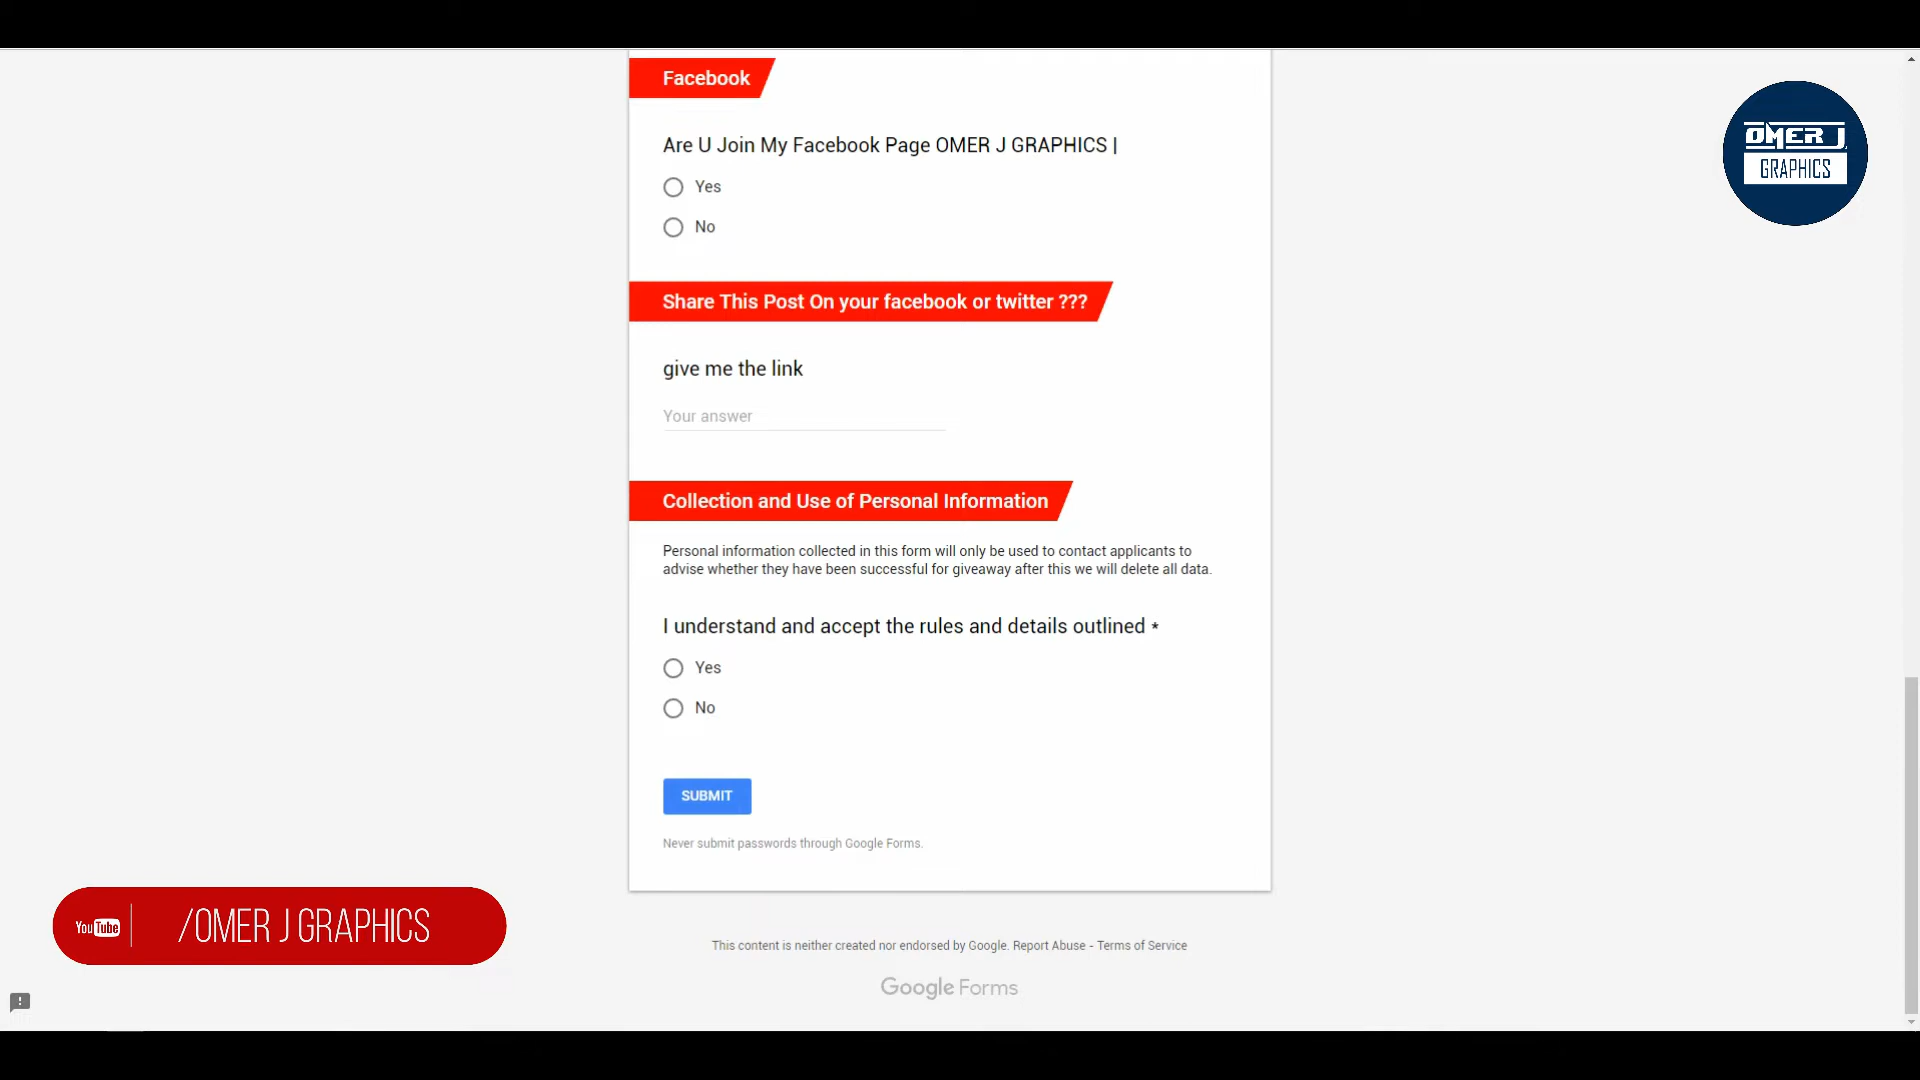 Facebook
OMER J
GRAPHICS
Are U Join My Facebook Page OMER J GRAPHICS |
Yes
No
Share This Post On your facebook or twitter ???
give me the link
Your answer
Collection and Use of Personal Information
Personal information collected in this form will only be used to contact applicants to
advise whether they have been successful for giveaway after this we will delete all data.
I understand and accept the rules and details outlined *
Yes
No
SUBMIT
Never submit passwords through Google Forms.
YouTube /OMER J GRAPHICS
This content is neither created nor endorsed by Google. Report Abuse - Terms of Service
Google Forms